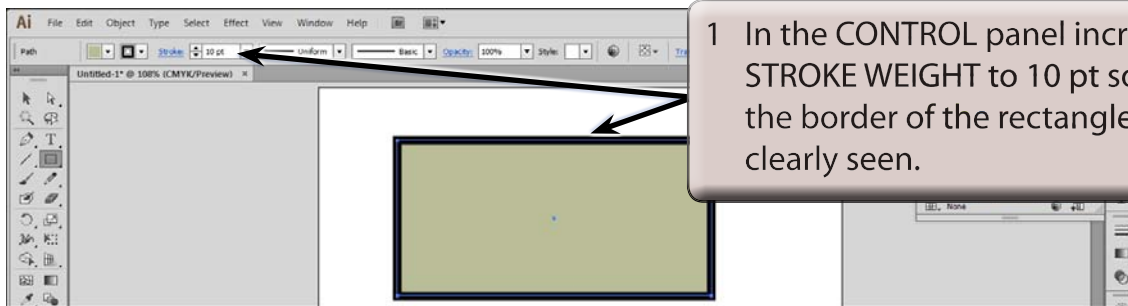 Ai File Edit Object Type Select Effect View Window Help Br
Path Stroke: 10 pt Uniform Basic Opacity: 100% Style:
Untitled-1* @ 108% (CMYK/Preview) ×
1 In the CONTROL panel incr
STROKE WEIGHT to 10 pt so
the border of the rectangle
clearly seen.
None